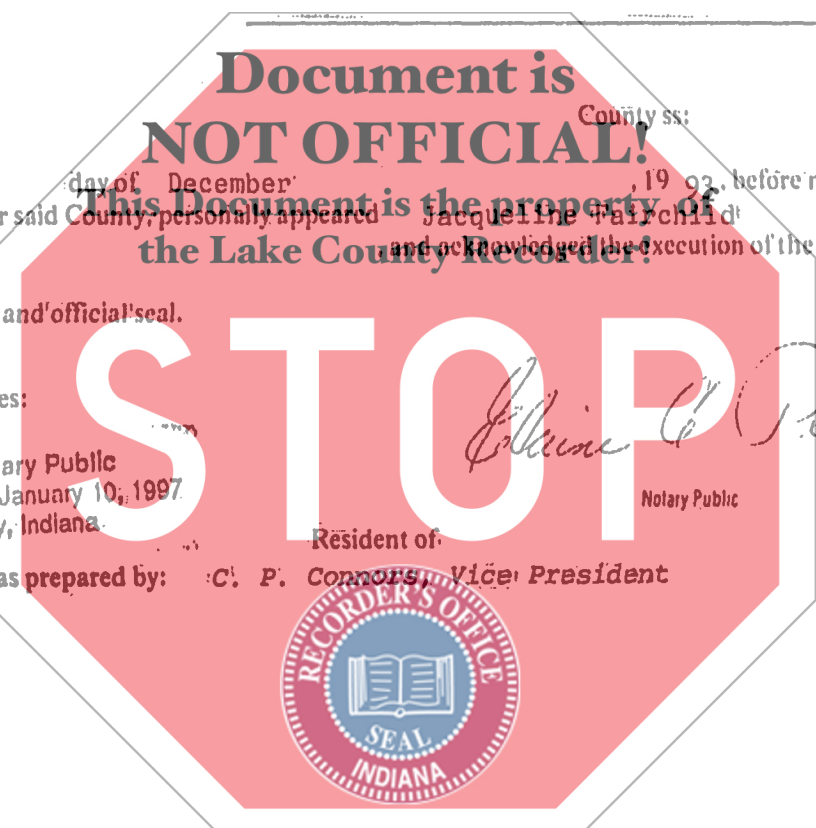 Document is
County ss:
NOT OFFICIAL!
day of December , 19 93, before
said County, personally appeared Jacqueline Fairchild
This Document is the property of
and acknowledged the execution of the
the Lake County Recorder!
and official seal.
STOP
es:
ary Public
January 10, 1997
Notary Public
y, Indiana
Resident of
as prepared by: C. P. Connors, Vice President
RECORDER'S OFFICE
SEAL
INDIANA